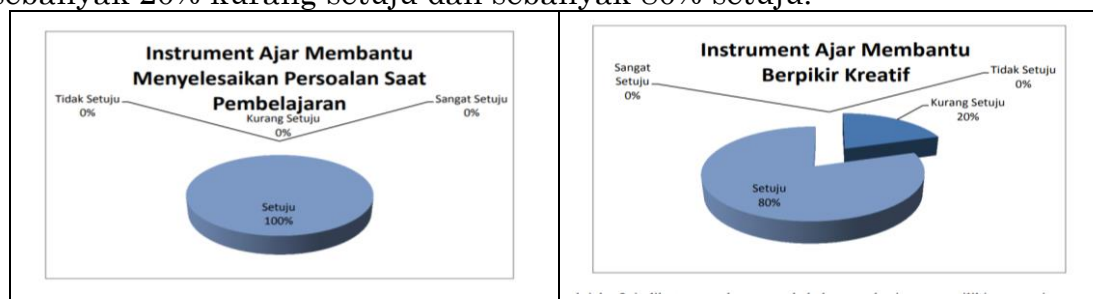 sebanyak 20% kurang setuju dan sebanyak 80% setuju.
Instrument Ajar Membantu
Menyelesaikan Persoalan Saat
Pembelajaran
Tidak Setuju
0%
Kurang Setuju
0%
Sangat Setuju
0%
Setuju
100%
Instrument Ajar Membantu
Berpikir Kreatif
Sangat
Setuju
0%
Tidak Setuju
0%
Kurang Setuju
20%
Setuju
80%